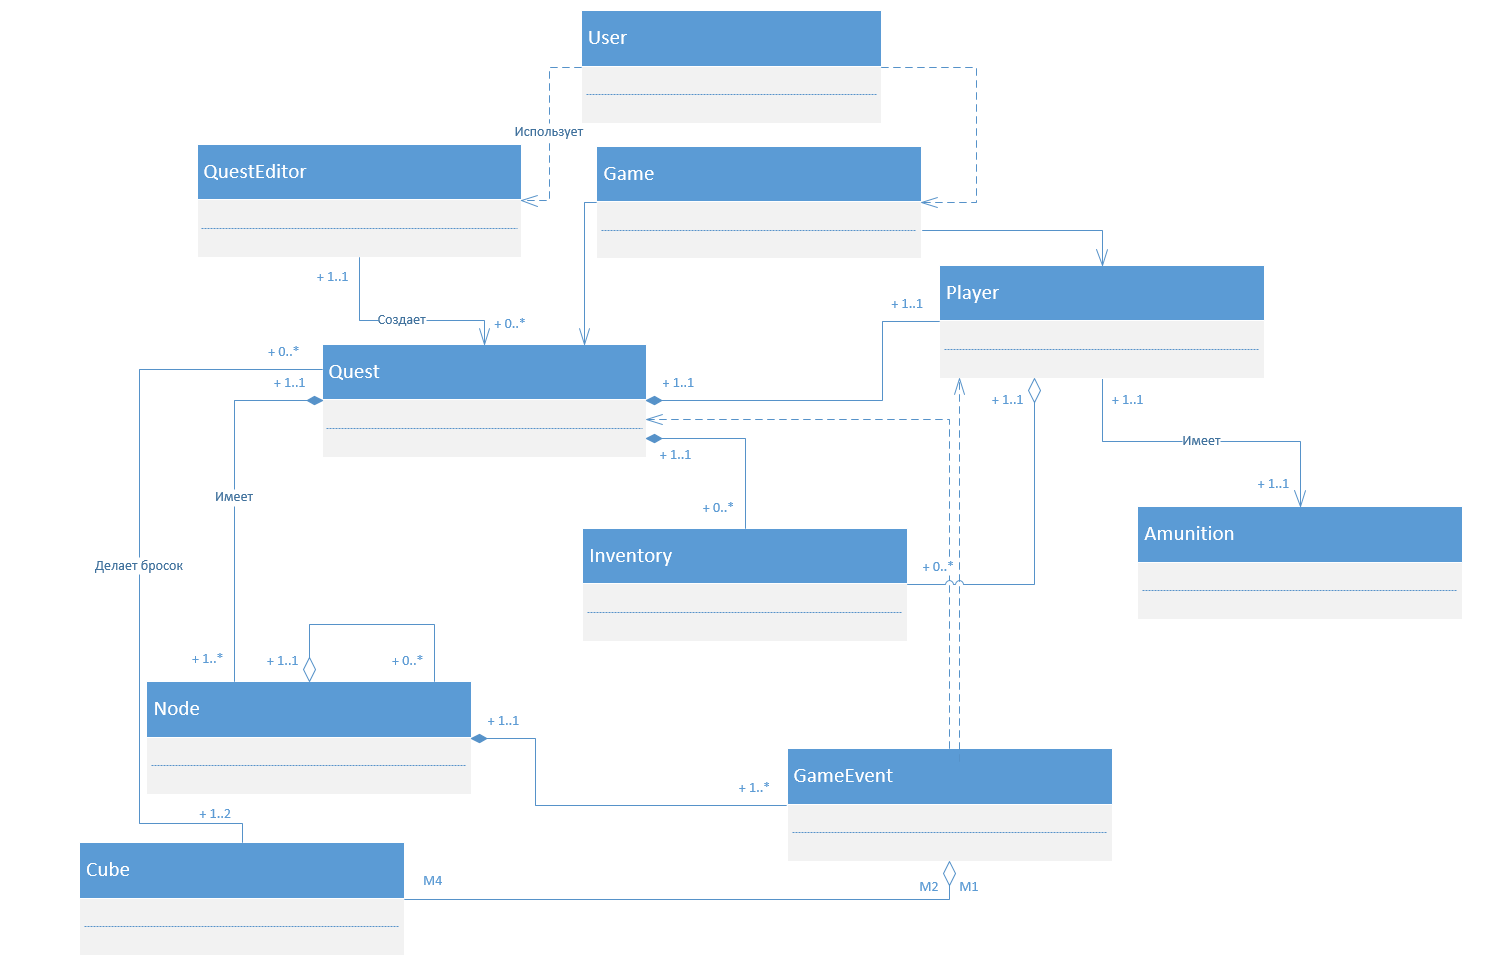 User
Использует
QuestEditor
Game
+ 1..1
Player
+ 1..1
Создает
+ 0..*
+ 0..*
Quest
+ 1..1
+ 1..1
+ 1..1
+ 1..1
Имеет
+ 1..1
+ 1..1
Имеет
+ 0..*
Amunition
Inventory
Делает бросок
+ 0..*
+ 1..*
+ 1..1
+ 0..*
Node
+ 1..1
GameEvent
+ 1..*
+ 1..2
Cube
M4
M2
M1